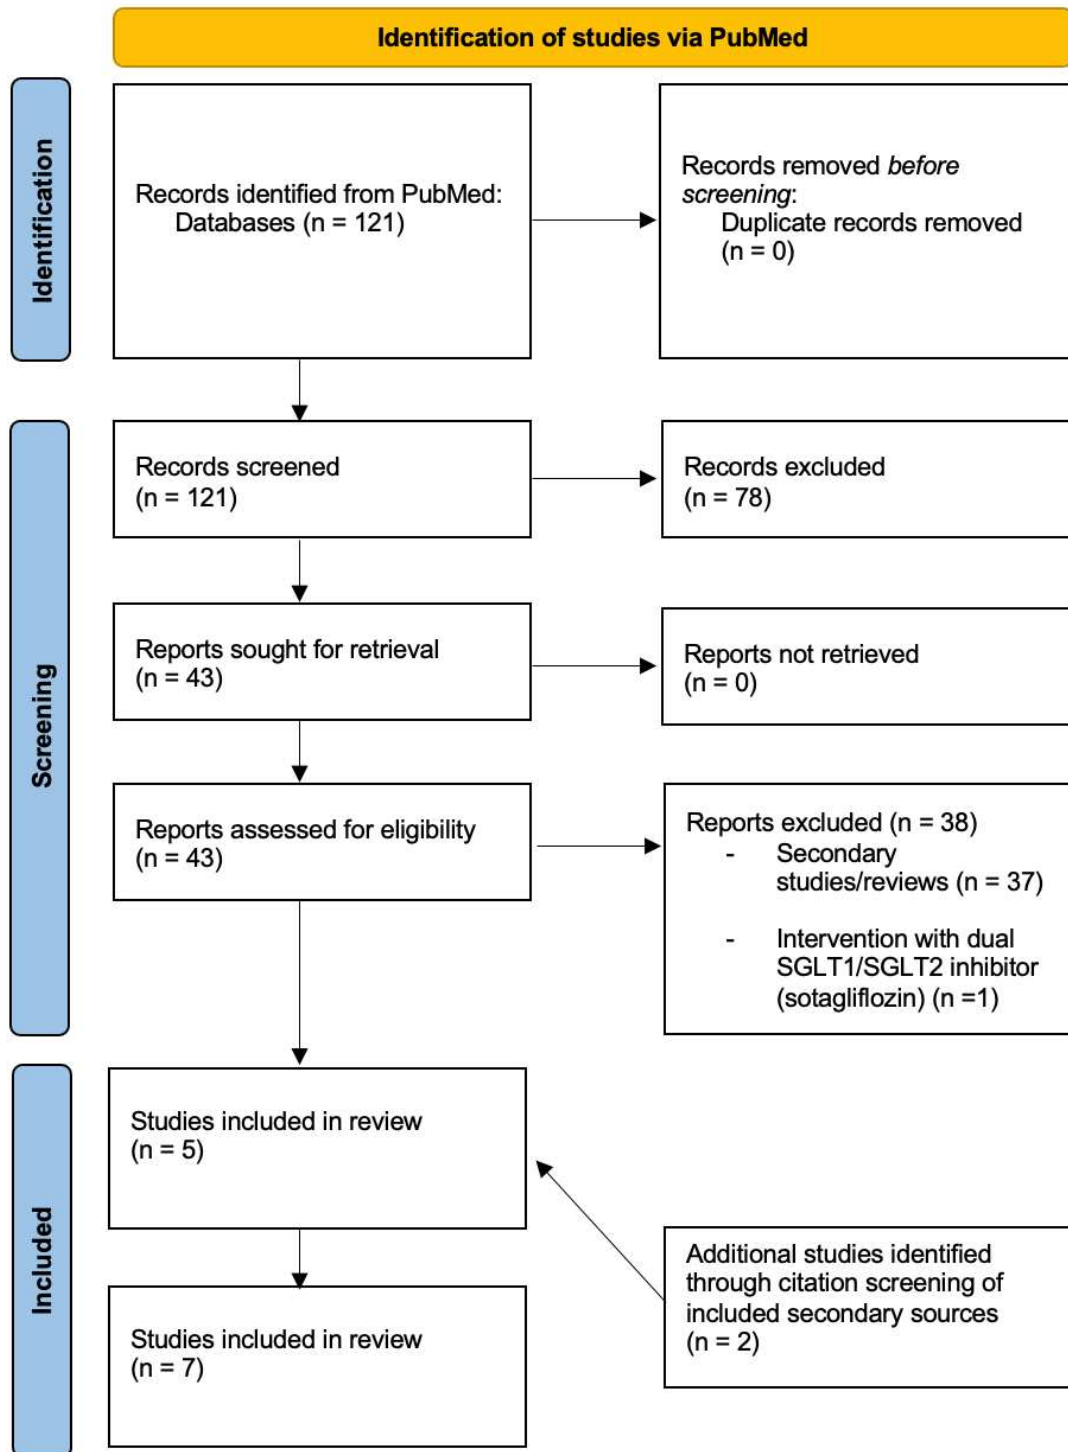 Identification of studies via PubMed
Identification
Records identified from PubMed:
Databases (n = 121)
Records removed before
screening:
Duplicate records removed
(n = 0)
Screening
Records screened
(n = 121)
Records excluded
(n = 78)
Reports sought for retrieval
(n = 43)
Reports not retrieved
(n = 0)
Reports assessed for eligibility
(n = 43)
Reports excluded (n = 38)
- Secondary
studies/reviews (n = 37)
- Intervention with dual
SGLT1/SGLT2 inhibitor
(sotagliflozin) (n =1)
Included
Studies included in review
(n = 5)
Additional studies identified
through citation screening of
included secondary sources
(n = 2)
Studies included in review
(n = 7)